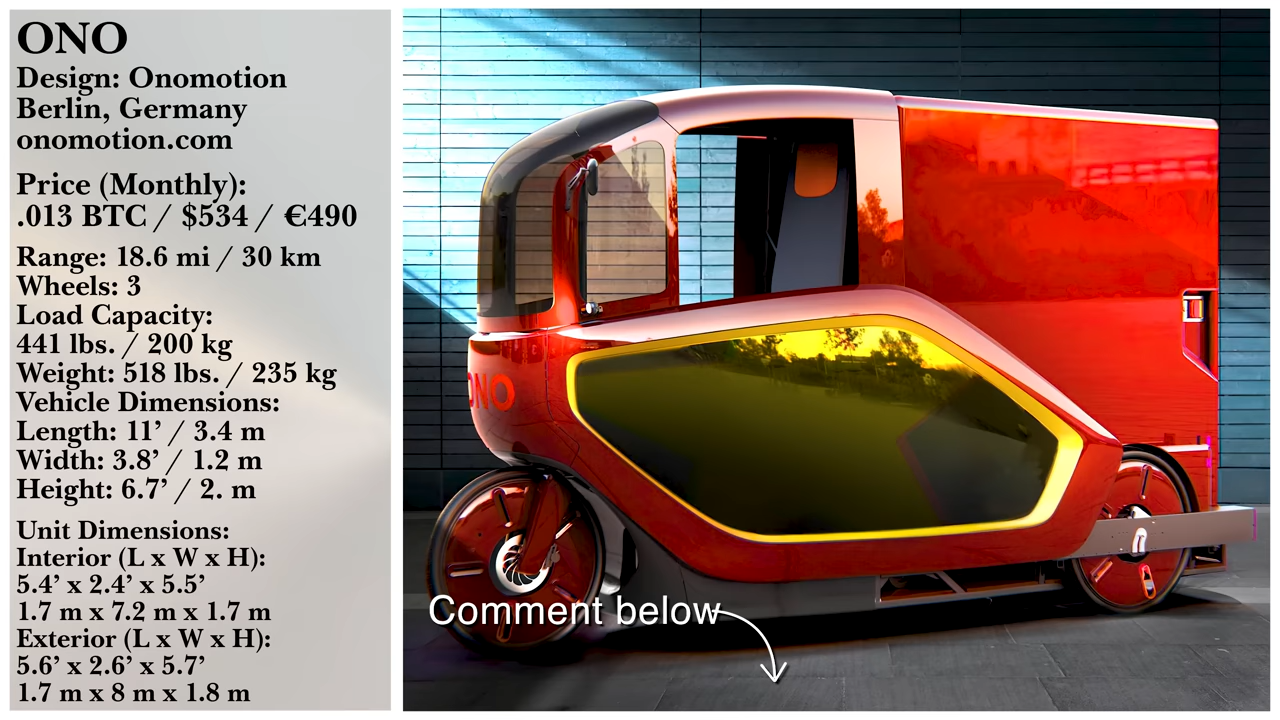 ONO
Design: Onomotion
Berlin, Germany
onomotion.com
Price (Monthly):
.013 BTC / $534 / €490
Range: 18.6 mi / 30 km
Wheels: 3
Load Capacity:
441 lbs. / 200 kg
Weight: 518 lbs. / 235 kg
Vehicle Dimensions:
Length: 11’ / 3.4 m
Width: 3.8’ / 1.2 m
Height: 6.7’ / 2. m
Unit Dimensions:
Interior (L x W x H):
5.4’ x 2.4’ x 5.5’
1.7 m x 7.2 m x 1.7 m
Exterior (L x W x H):
5.6’ x 2.6’ x 5.7’
1.7 m x 8 m x 1.8 m
ONO
Comment below